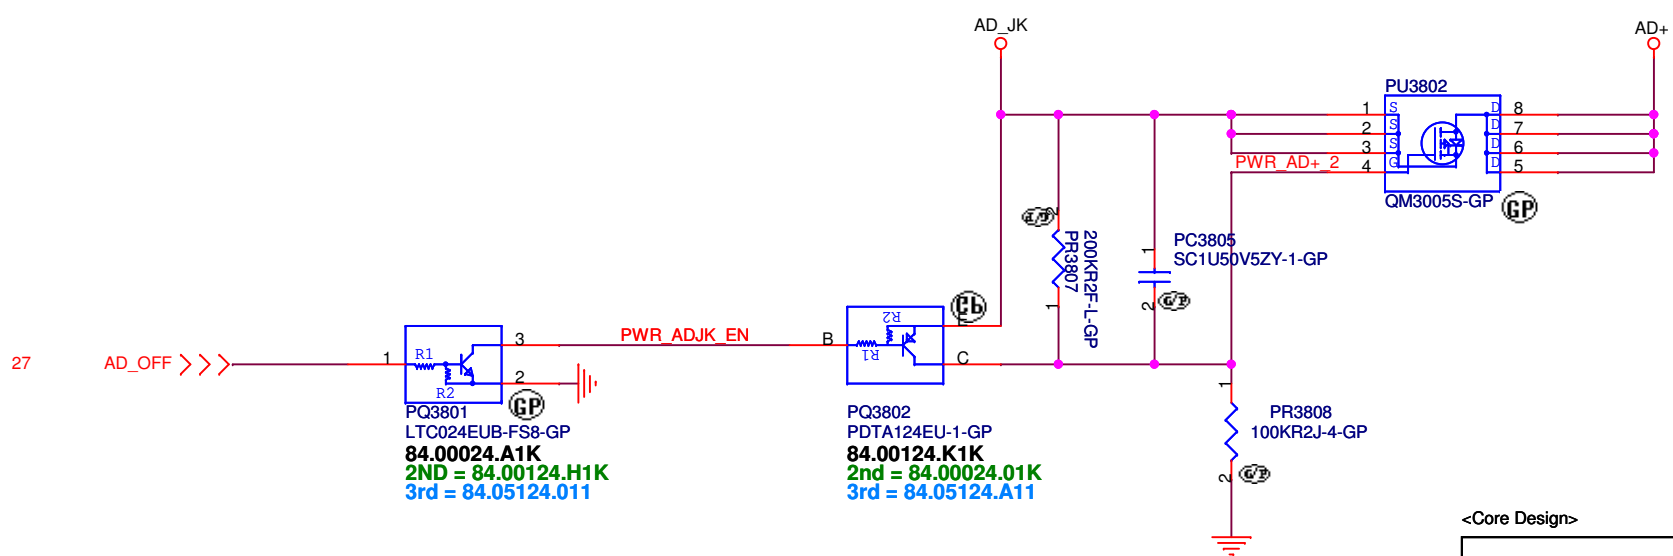 AD_JK
AD+
PU3802
1 S D 8
2 S D 7
3 S D 6
PWR_AD+_2 4 G D 5
QM3005S-GP GP
2
PR3807
200KR2F-L-GP
1
PC3805
SC1U50V5ZY-1-GP
1
2 G/P
27 AD_OFF 1 R1 R2 3 2
GP
PWR_ADJK_EN
B R1 R2 E C
PQ3801
LTC024EUB-FS8-GP
84.00024.A1K
2ND = 84.00124.H1K
3rd = 84.05124.011
PQ3802
PDTA124EU-1-GP
84.00124.K1K
2nd = 84.00024.01K
3rd = 84.05124.A11
1
PR3808
100KR2J-4-GP
2 G/P
<Core Design>